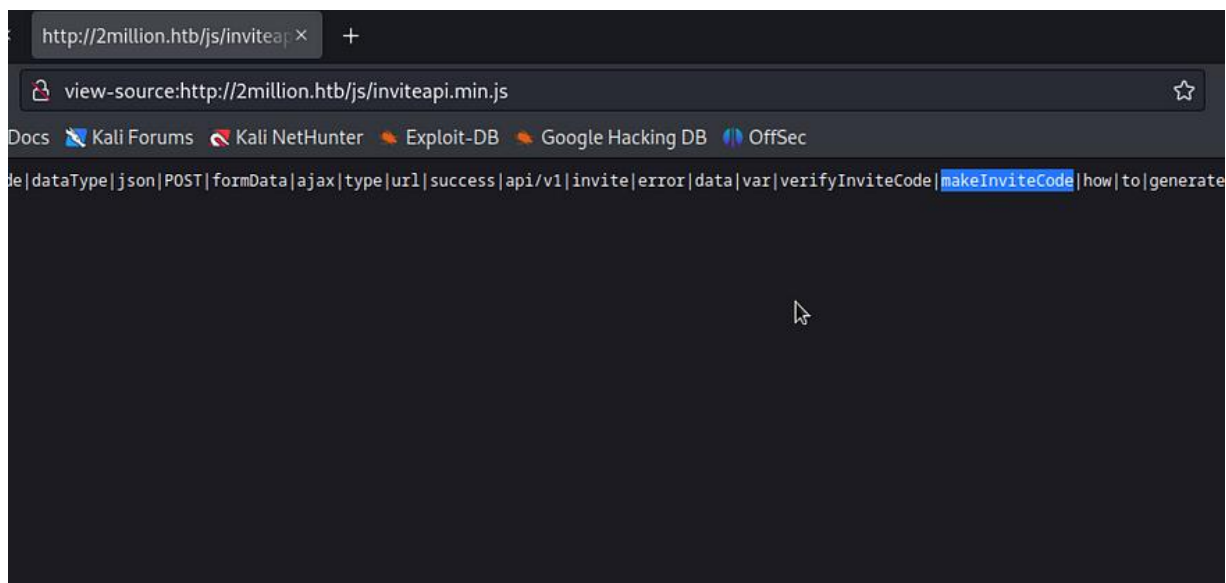 http://2million.htb/js/inviteap
view-source:http://2million.htb/js/inviteapi.min.js
Docs Kali Forums Kali NetHunter Exploit-DB Google Hacking DB OffSec
de|dataType|json|POST|formData|ajax|type|url|success|api/v1|invite|error|data|var|verifyInviteCode|makeInviteCode|how|to|generate